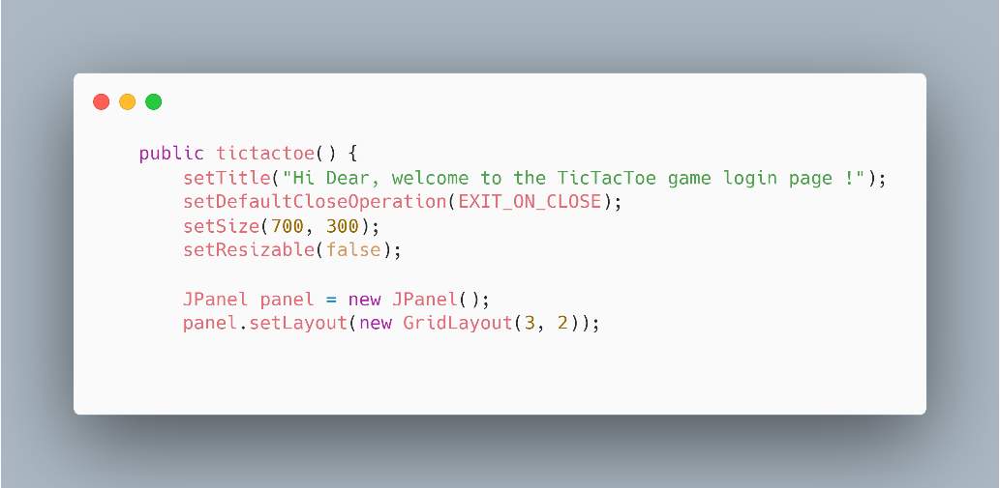 public tictactoe() {
setTitle("Hi Dear, welcome to the TicTacToe game login page !");
setDefaultCloseOperation(EXIT_ON_CLOSE);
setSize(700, 300);
setResizable(false);
JPanel panel = new JPanel();
panel.setLayout(new GridLayout(3, 2));